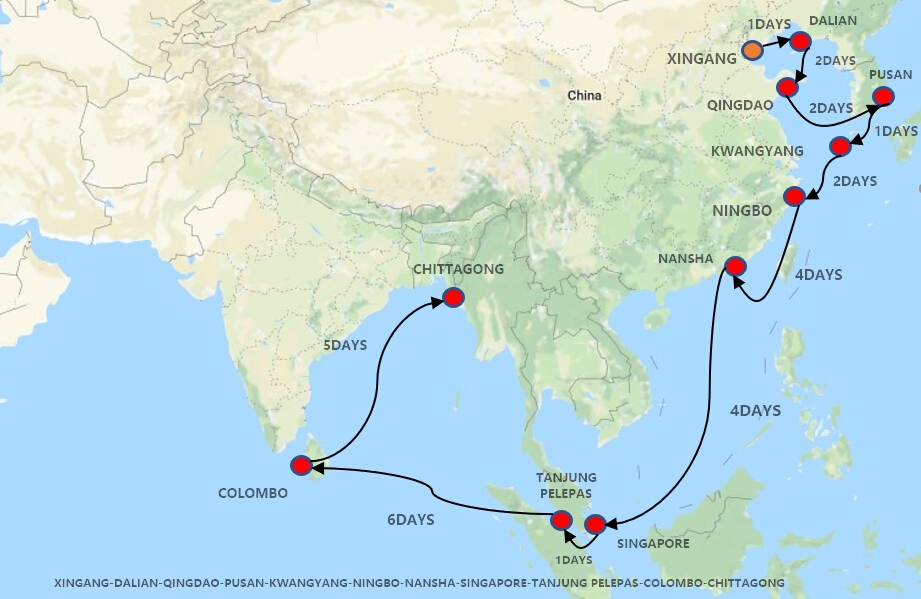 1DAYS
DALIAN
XINGANG
2DAYS
PUSAN
China
QINGDAO
2DAYS
1DAYS
KWANGYANG
2DAYS
NINGBO
NANSHA
4DAYS
CHITTAGONG
5DAYS
4DAYS
TANJUNG
PELEPAS
COLOMBO
6DAYS
SINGAPORE
1DAYS
XINGANG-DALIAN-QINGDAO-PUSAN-KWANGYANG-NINGBO-NANSHA-SINGAPORE-TANJUNG PELEPAS-COLOMBO-CHITTAGONG